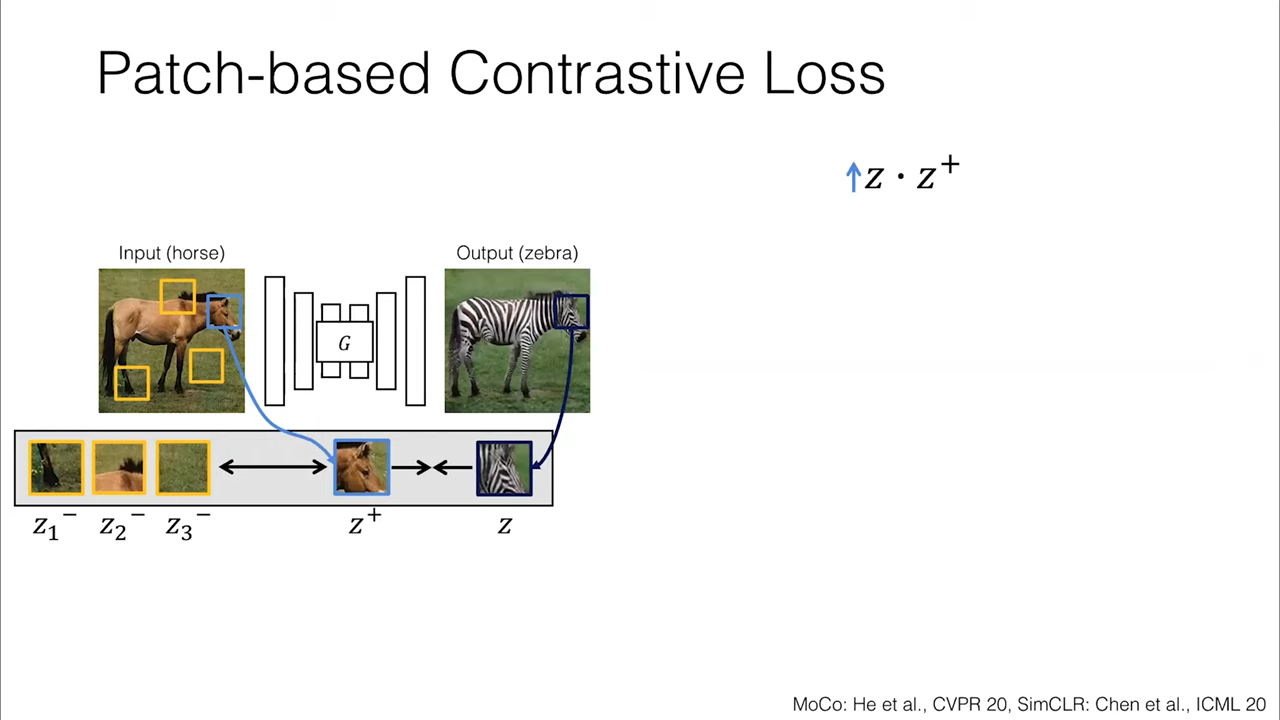 Patch-based Contrastive Loss
↑z · z⁺
Input (horse)
Output (zebra)
G
z₁⁻ z₂⁻ z₃⁻ z⁺ z
MoCo: He et al., CVPR 20, SimCLR: Chen et al., ICML 20